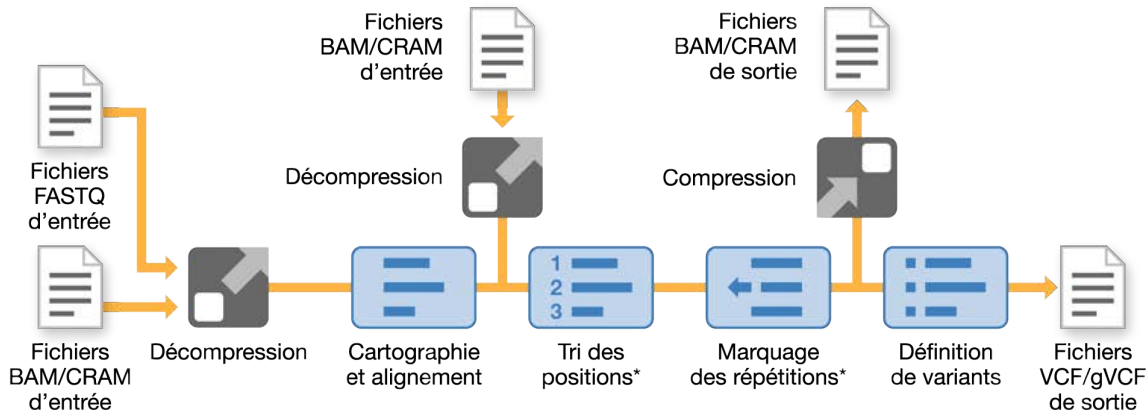 Fichiers
BAM/CRAM
d'entrée
Fichiers
BAM/CRAM
de sortie
Fichiers
FASTQ
d'entrée
Décompression
Compression
1
2
3
Fichiers
BAM/CRAM
d'entrée
Décompression
Cartographie
et alignement
Tri des
positions*
Marquage
des répétitions*
Définition
de variants
Fichiers
VCF/gVCF
de sortie